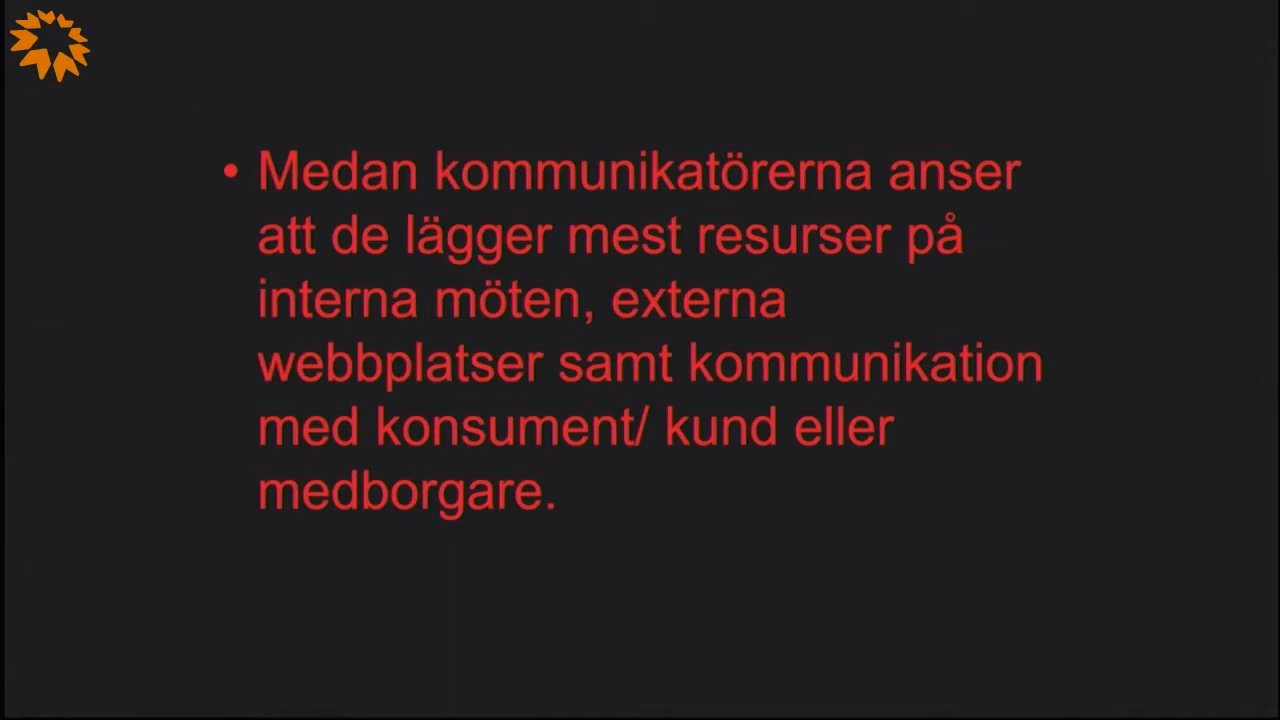 • Medan kommunikatörerna anser
att de lägger mest resurser på
interna möten, externa
webbplatser samt kommunikation
med konsument/ kund eller
medborgare.